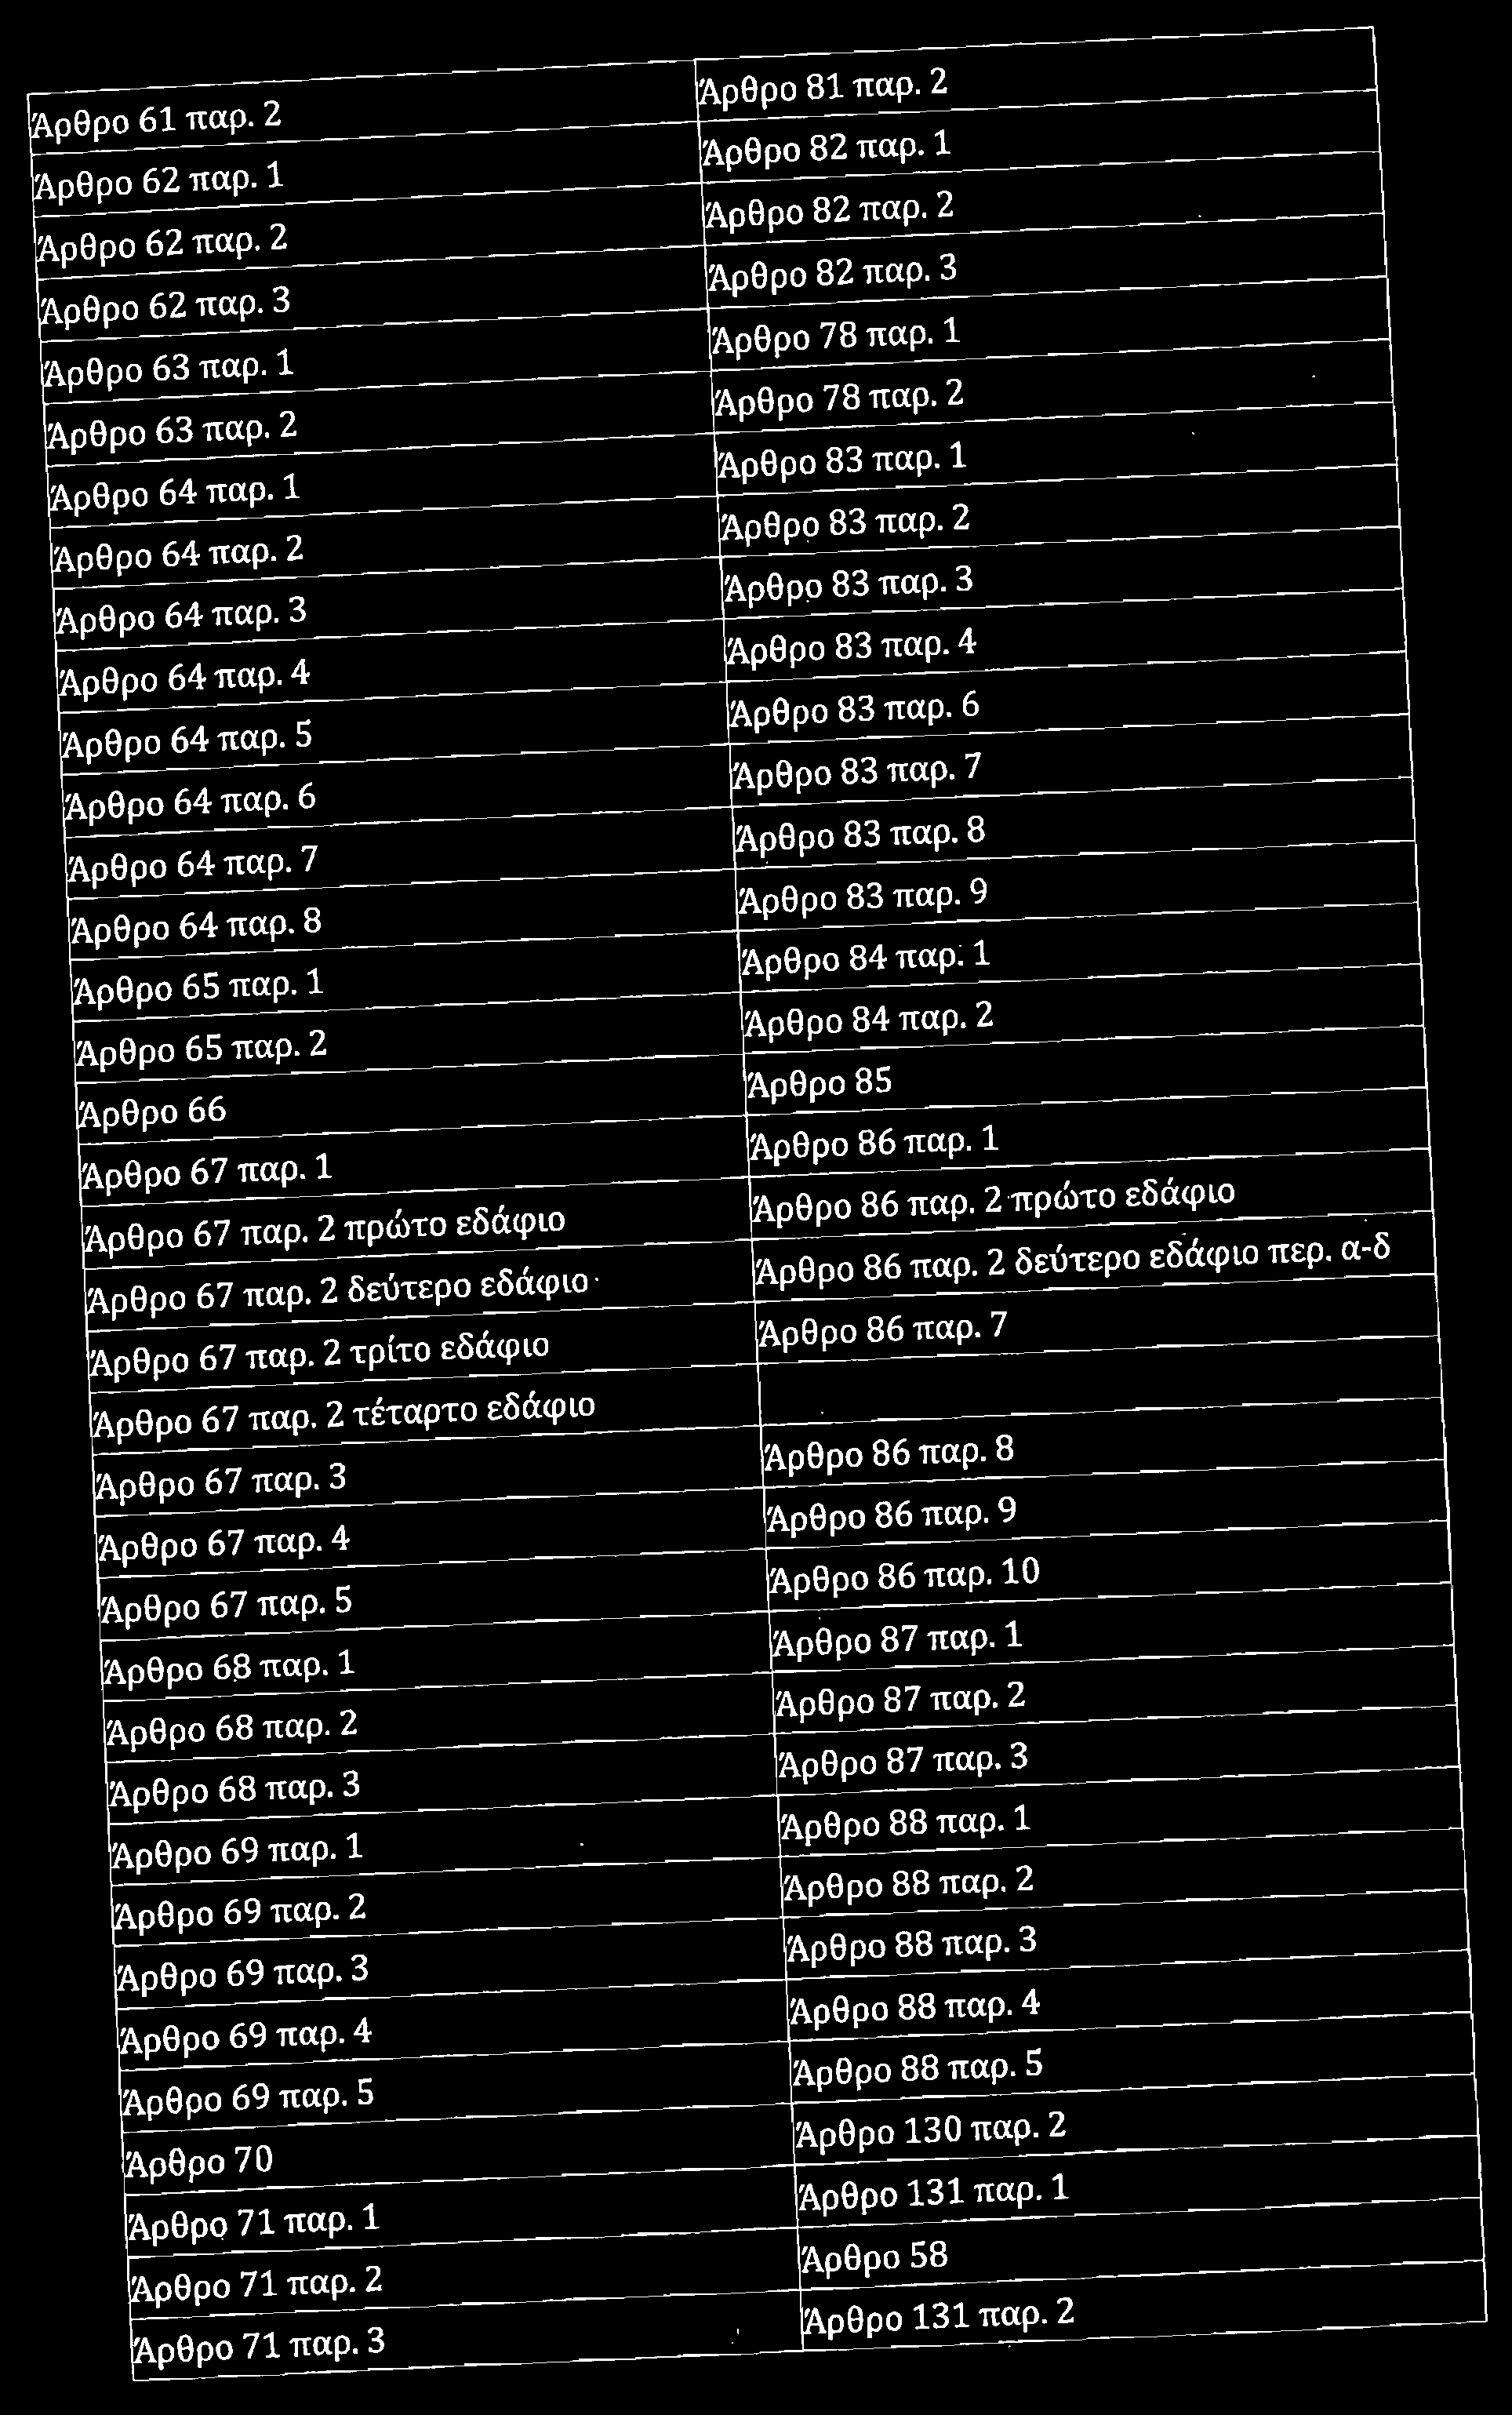 Άρθρο 61 παρ. 2 Άρθρο 81 παρ. 2
Άρθρο 62 παρ. 1 Άρθρο 82 παρ. 1
Άρθρο 62 παρ. 2 Άρθρο 82 παρ. 2
Άρθρο 62 παρ. 3 Άρθρο 82 παρ. 3
Άρθρο 63 παρ. 1 Άρθρο 78 παρ. 1
Άρθρο 63 παρ. 2 Άρθρο 78 παρ. 2
Άρθρο 64 παρ. 1 Άρθρο 83 παρ. 1
Άρθρο 64 παρ. 2 Άρθρο 83 παρ. 2
Άρθρο 64 παρ. 3 Άρθρο 83 παρ. 3
Άρθρο 64 παρ. 4 Άρθρο 83 παρ. 4
Άρθρο 64 παρ. 5 Άρθρο 83 παρ. 6
Άρθρο 64 παρ. 6 Άρθρο 83 παρ. 7
Άρθρο 64 παρ. 7 Άρθρο 83 παρ. 8
Άρθρο 64 παρ. 8 Άρθρο 83 παρ. 9
Άρθρο 65 παρ. 1 Άρθρο 84 παρ. 1
Άρθρο 65 παρ. 2 Άρθρο 84 παρ. 2
Άρθρο 66 Άρθρο 85
Άρθρο 67 παρ. 1 Άρθρο 86 παρ. 1
Άρθρο 67 παρ. 2 πρώτο εδάφιο Άρθρο 86 παρ. 2 πρώτο εδάφιο
Άρθρο 67 παρ. 2 δεύτερο εδάφιο Άρθρο 86 παρ. 2 δεύτερο εδάφιο περ. α-δ
Άρθρο 67 παρ. 2 τρίτο εδάφιο Άρθρο 86 παρ. 7
Άρθρο 67 παρ. 2 τέταρτο εδάφιο
Άρθρο 67 παρ. 3 Άρθρο 86 παρ. 8
Άρθρο 67 παρ. 4 Άρθρο 86 παρ. 9
Άρθρο 67 παρ. 5 Άρθρο 86 παρ. 10
Άρθρο 68 παρ. 1 Άρθρο 87 παρ. 1
Άρθρο 68 παρ. 2 Άρθρο 87 παρ. 2
Άρθρο 68 παρ. 3 Άρθρο 87 παρ. 3
Άρθρο 69 παρ. 1 Άρθρο 88 παρ. 1
Άρθρο 69 παρ. 2 Άρθρο 88 παρ. 2
Άρθρο 69 παρ. 3 Άρθρο 88 παρ. 3
Άρθρο 69 παρ. 4 Άρθρο 88 παρ. 4
Άρθρο 69 παρ. 5 Άρθρο 88 παρ. 5
Άρθρο 70 Άρθρο 130 παρ. 2
Άρθρο 71 παρ. 1 Άρθρο 131 παρ. 1
Άρθρο 71 παρ. 2 Άρθρο 58
Άρθρο 71 παρ. 3 Άρθρο 131 παρ. 2